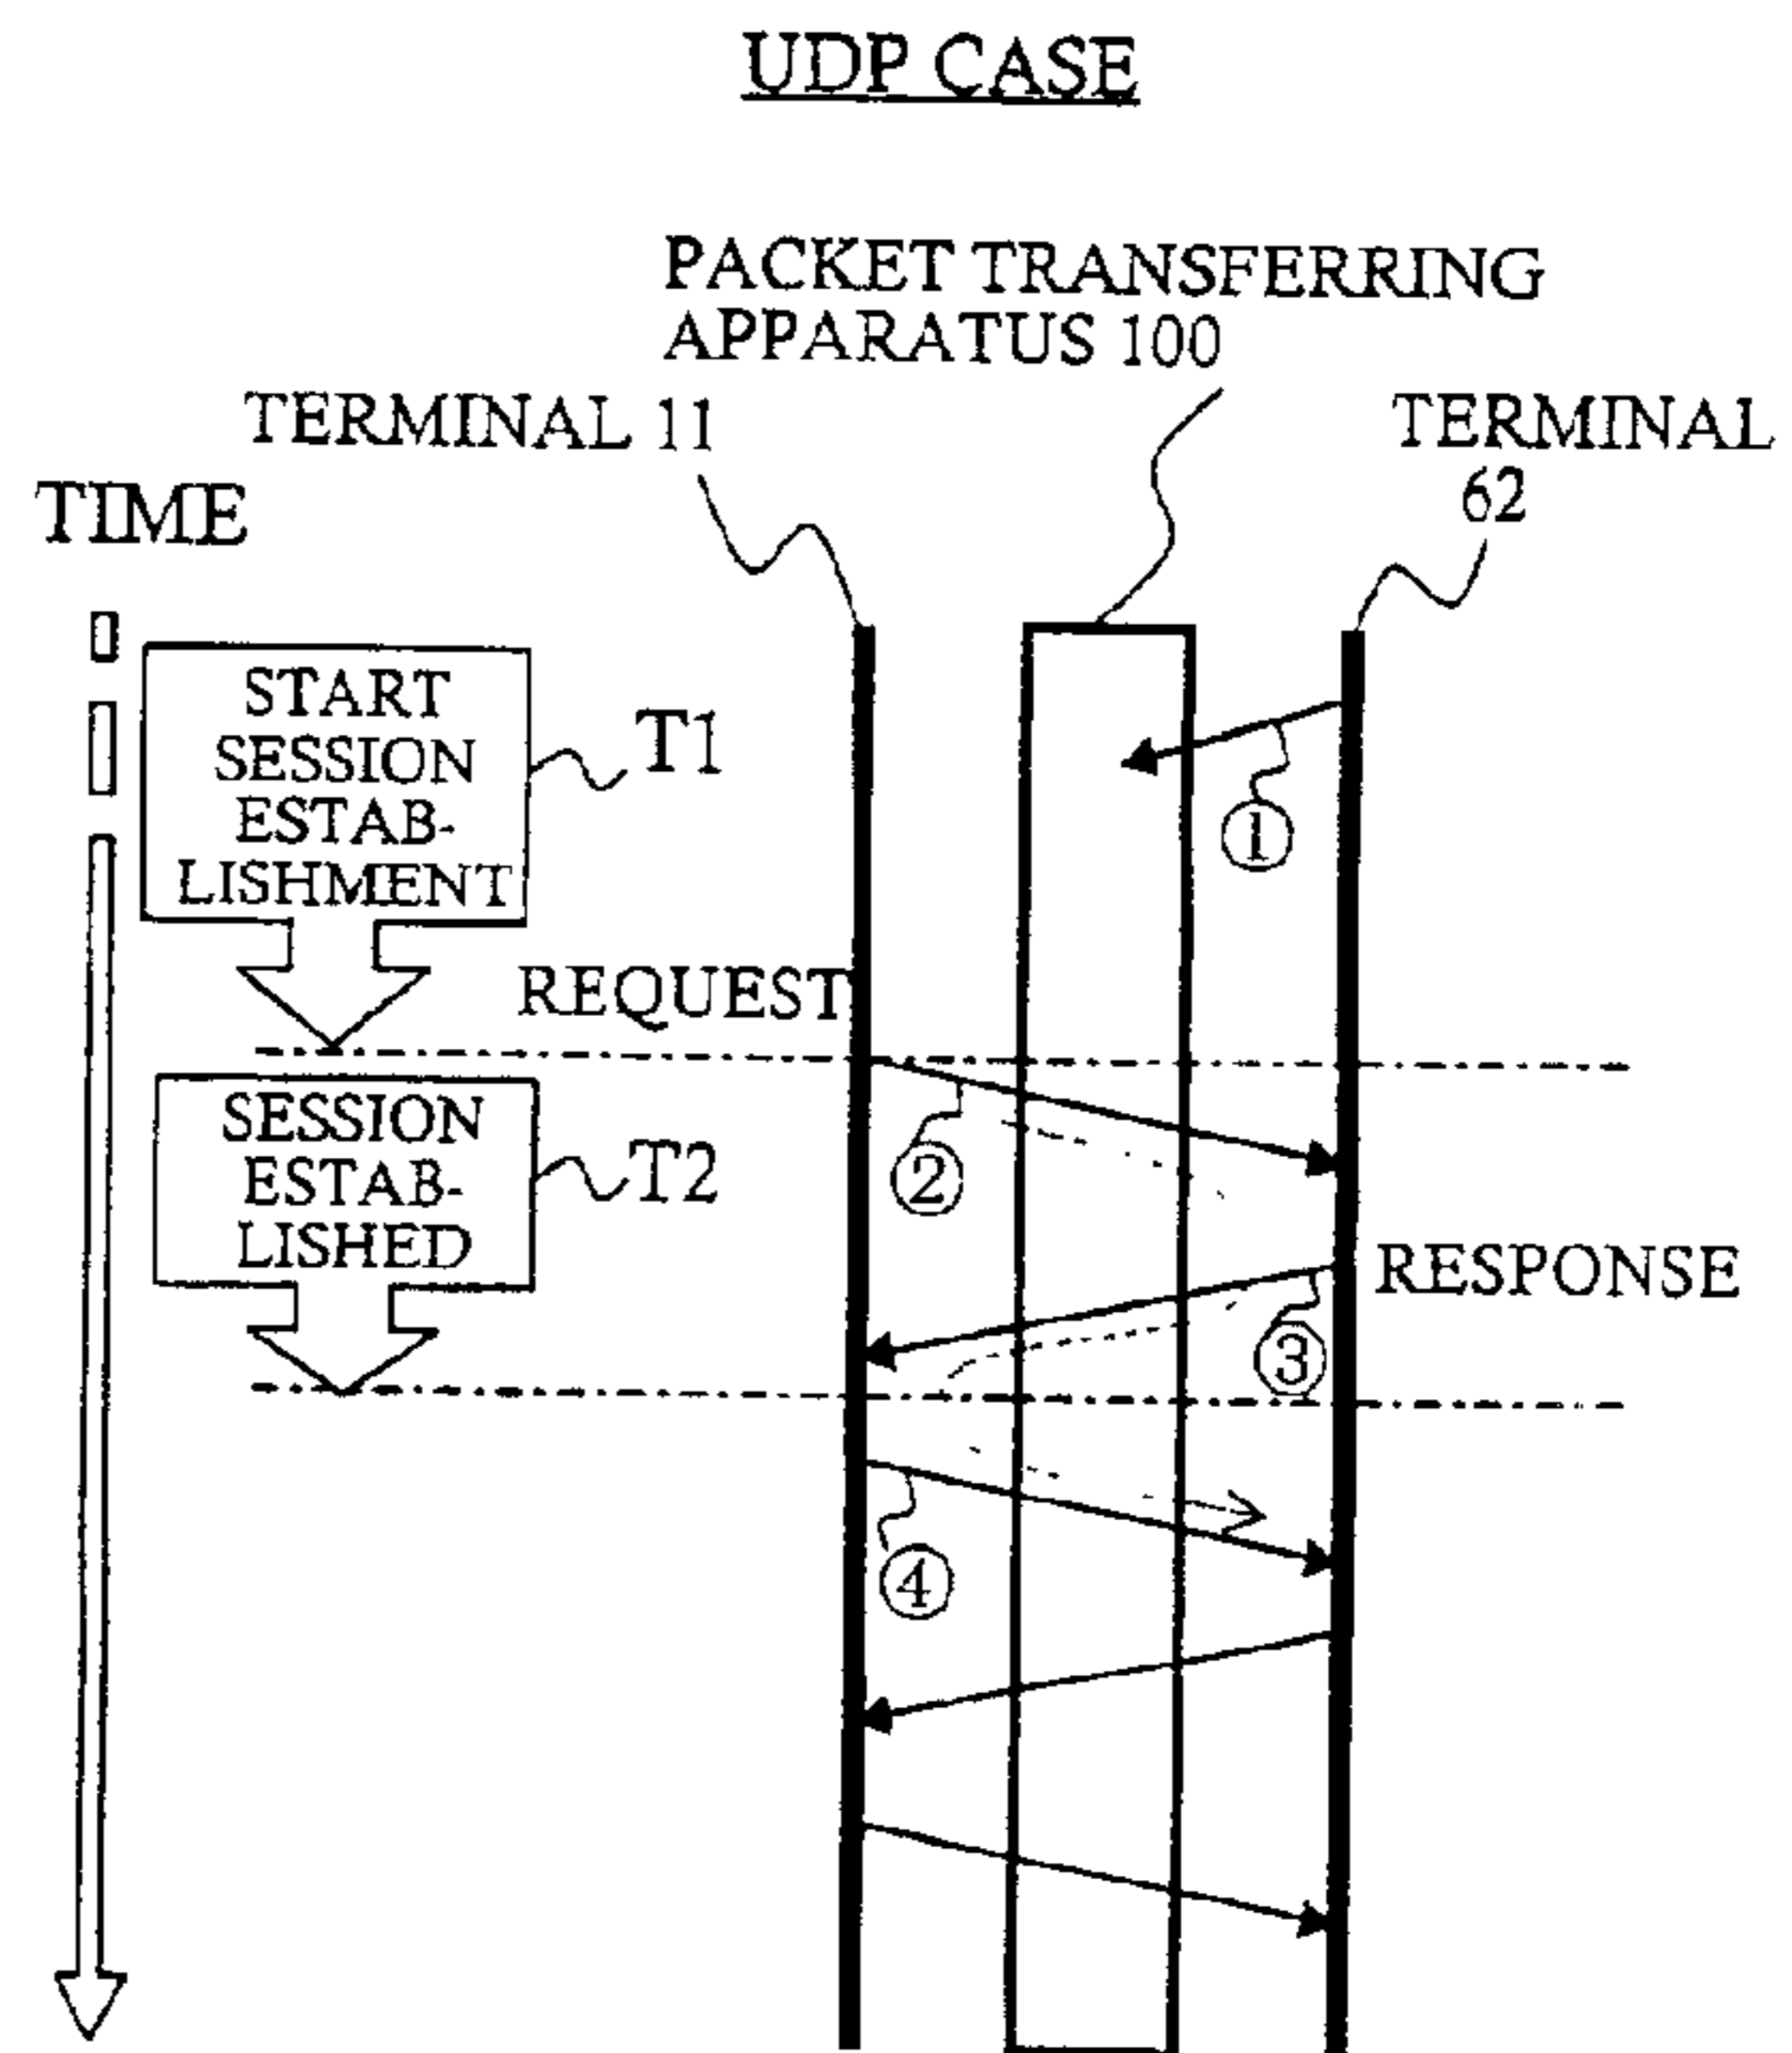 UDP CASE
PACKET TRANSFERRING
APPARATUS 100
TERMINAL 11
TERMINAL
62
TIME
START
SESSION
ESTAB-
LISHMENT
T1
①
REQUEST
SESSION
ESTAB-
LISHED
T2
②
RESPONSE
③
④